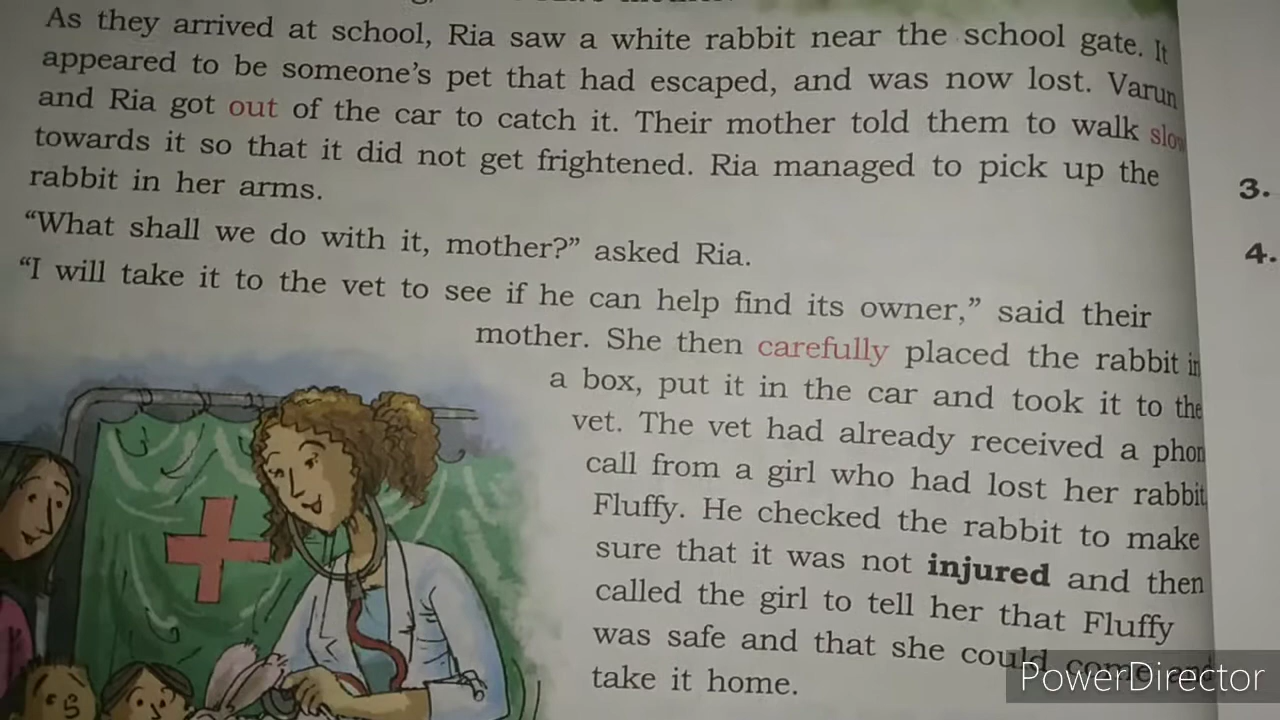 As they arrived at school, Ria saw a white rabbit near the school gate. It
appeared to be someone's pet that had escaped, and was now lost. Varun
and Ria got out of the car to catch it. Their mother told them to walk slow
towards it so that it did not get frightened. Ria managed to pick up the
rabbit in her arms.
“What shall we do with it, mother?” asked Ria.
“I will take it to the vet to see if he can help find its owner,” said their
mother. She then carefully placed the rabbit in
a box, put it in the car and took it to the
vet. The vet had already received a phon
call from a girl who had lost her rabbit
Fluffy. He checked the rabbit to make
sure that it was not injured and then
called the girl to tell her that Fluffy
was safe and that she could come and
take it home.
3.
4.
PowerDirector